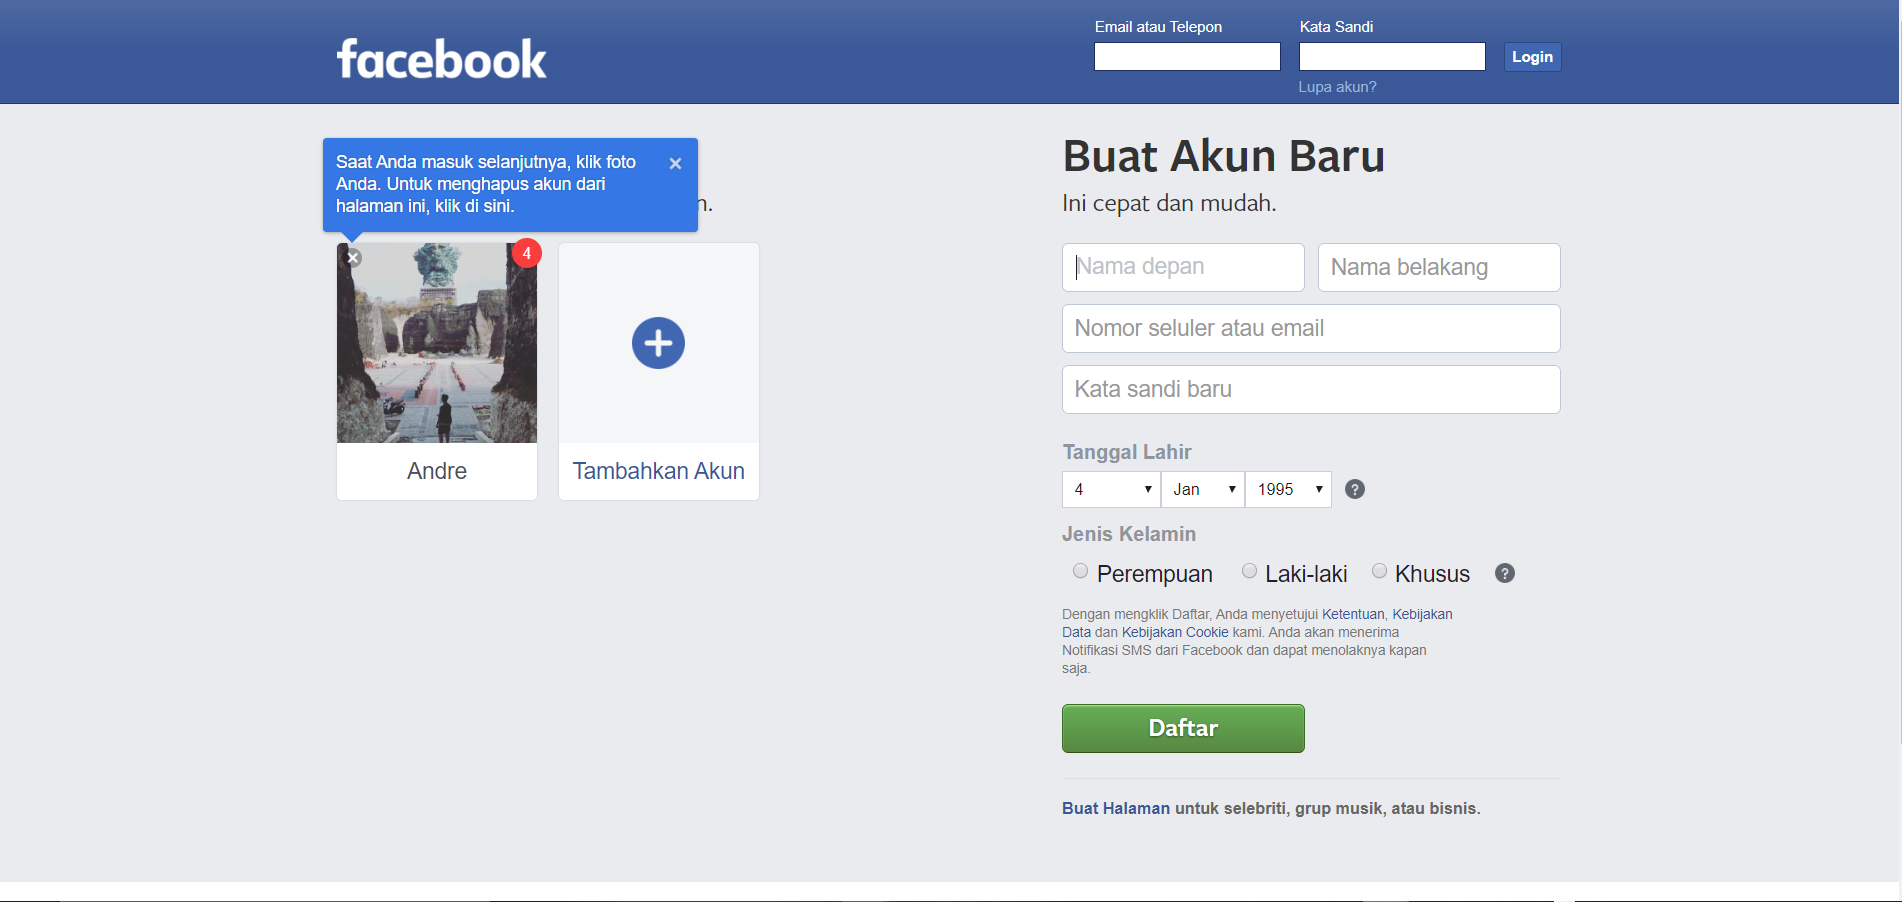 facebook
Email atau Telepon
Kata Sandi
Login
Lupa akun?
Saat Anda masuk selanjutnya, klik foto
Anda. Untuk menghapus akun dari
halaman ini, klik di sini.
4
Andre
Tambahkan Akun
Buat Akun Baru
Ini cepat dan mudah.
Nama depan
Nama belakang
Nomor seluler atau email
Kata sandi baru
Tanggal Lahir
4 Jan 1995
?
Jenis Kelamin
Perempuan Laki-laki Khusus
?
Dengan mengklik Daftar, Anda menyetujui Ketentuan, Kebijakan
Data dan Kebijakan Cookie kami. Anda akan menerima
Notifikasi SMS dari Facebook dan dapat menolaknya kapan
saja.
Daftar
Buat Halaman untuk selebriti, grup musik, atau bisnis.